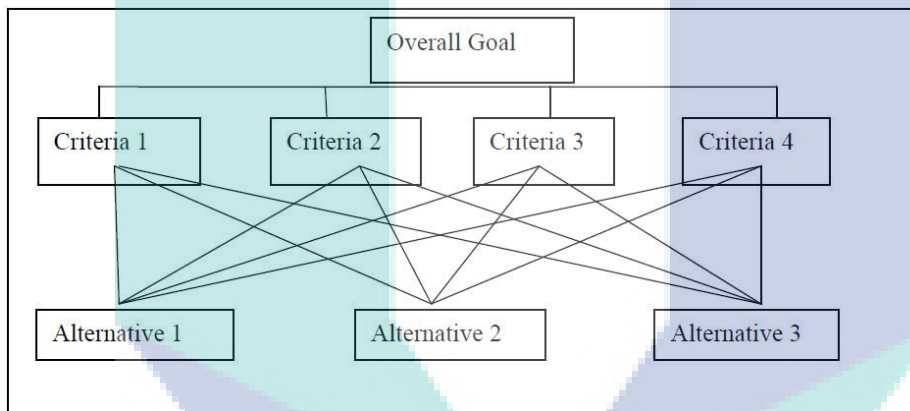 Overall Goal
Criteria 1
Criteria 2
Criteria 3
Criteria 4
Alternative 1
Alternative 2
Alternative 3